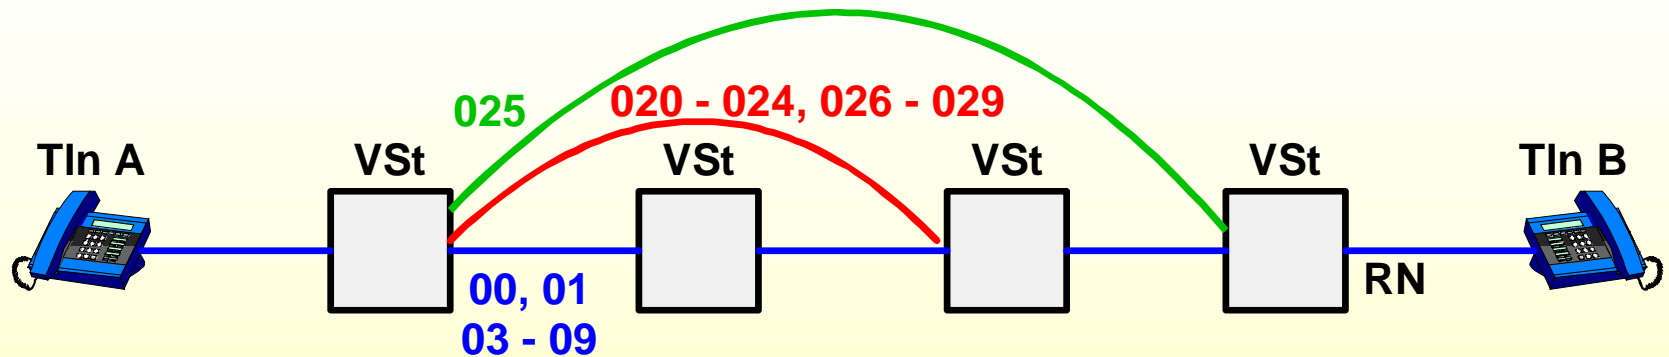 025
020 - 024, 026 - 029
Tln A
VSt
VSt
VSt
VSt
Tln B
00, 01
03 - 09
RN